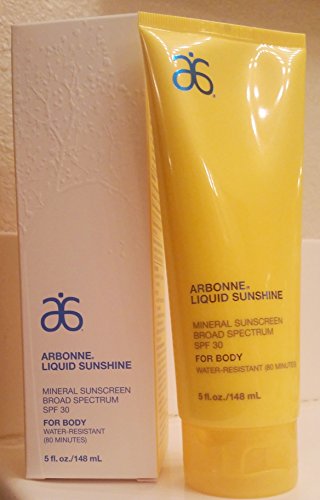 ARBONNE.
LIQUID SUNSHINE
MINERAL SUNSCREEN
BROAD SPECTRUM
SPF 30
FOR BODY
WATER-RESISTANT
(80 MINUTES)
5 fl.oz./148 mL
ARBONNE.
LIQUID SUNSHINE
MINERAL SUNSCREEN
BROAD SPECTRUM
SPF 30
FOR BODY
WATER-RESISTANT (80 MINUTES)
5 fl.oz./148 mL